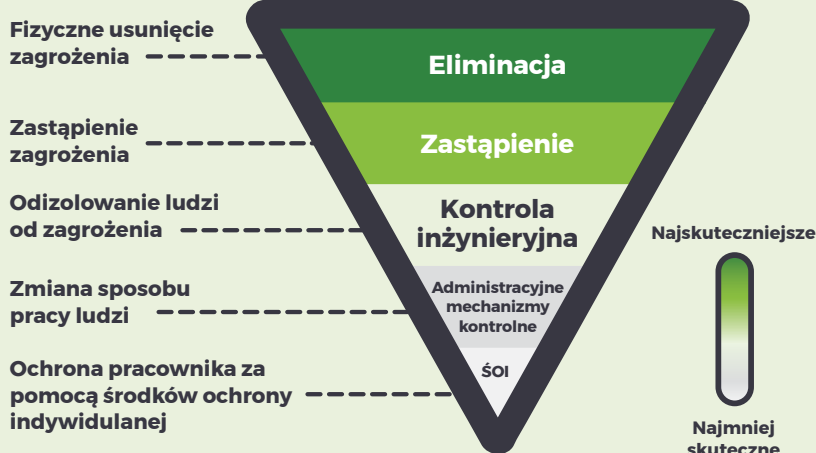 Fizyczne usunięcie
zagrożenia
Eliminacja
Zastąpienie
zagrożenia
Zastąpienie
Odizolowanie ludzi
od zagrożenia
Kontrola
inżynieryjna
Zmiana sposobu
pracy ludzi
Administracyjne
mechanizmy
kontrolne
Ochrona pracownika za
pomocą środków ochrony
indywidulanej
ŚOI
Najskuteczniejsze
Najmniej
skuteczne